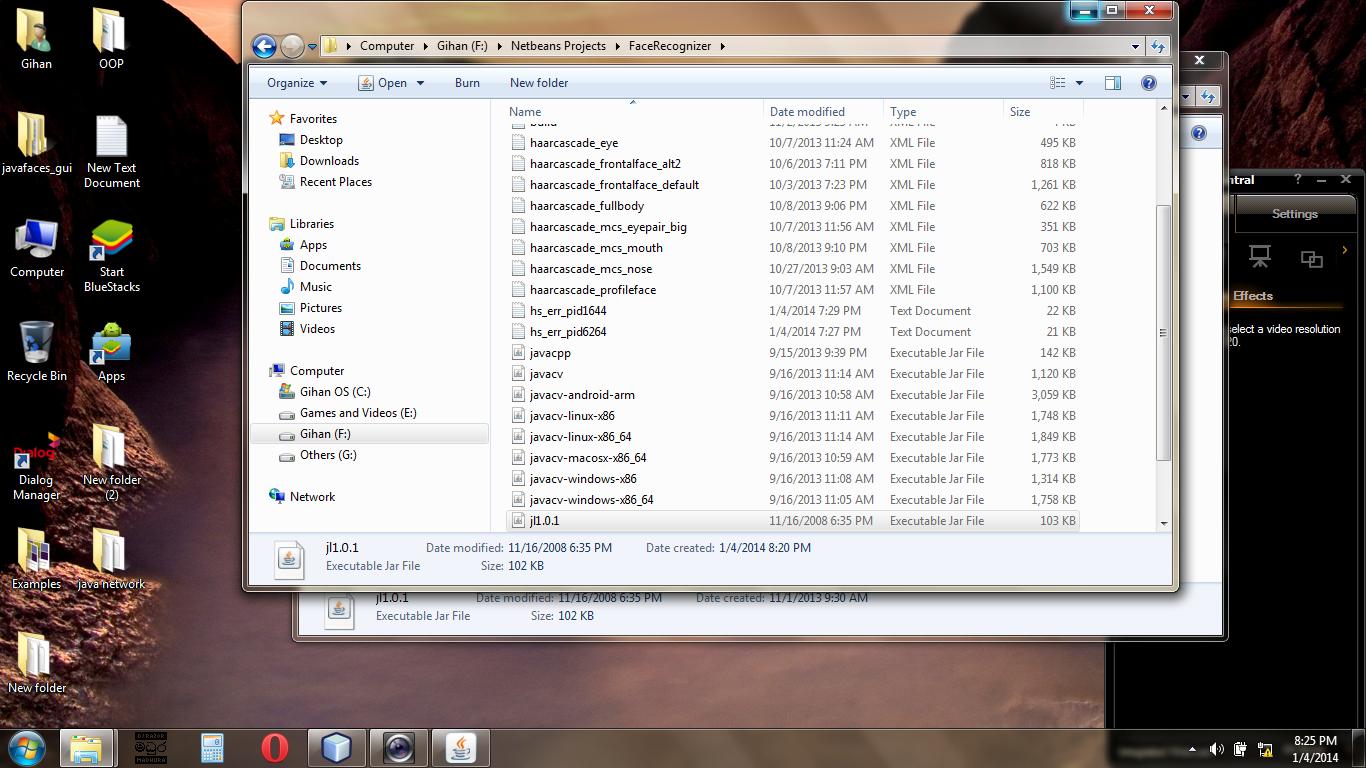 Gihan
OOP
javafaces_gui
New Text Document
Computer
Start BlueStacks
Recycle Bin
Apps
Dialog
Dialog Manager
New folder (2)
Examples
java network
New folder
Computer Gihan (F:) Netbeans Projects FaceRecognizer
Organize Open Burn New folder
Favorites
Desktop
Downloads
Recent Places
Libraries
Apps
Documents
Music
Pictures
Videos
Computer
Gihan OS (C:)
Games and Videos (E:)
Gihan (F:)
Others (G:)
Network
Name Date modified Type Size
haarcascade_eye 10/7/2013 11:24 AM XML File 495 KB
haarcascade_frontalface_alt2 10/6/2013 7:11 PM XML File 818 KB
haarcascade_frontalface_default 10/3/2013 7:23 PM XML File 1,261 KB
haarcascade_fullbody 10/8/2013 9:06 PM XML File 622 KB
haarcascade_mcs_eyepair_big 10/7/2013 11:56 AM XML File 351 KB
haarcascade_mcs_mouth 10/8/2013 9:10 PM XML File 703 KB
haarcascade_mcs_nose 10/27/2013 9:03 AM XML File 1,549 KB
haarcascade_profileface 10/7/2013 11:57 AM XML File 1,100 KB
hs_err_pid1644 1/4/2014 7:29 PM Text Document 22 KB
hs_err_pid6264 1/4/2014 7:27 PM Text Document 21 KB
javacpp 9/15/2013 9:39 PM Executable Jar File 142 KB
javacv 9/16/2013 11:14 AM Executable Jar File 1,120 KB
javacv-android-arm 9/16/2013 10:58 AM Executable Jar File 3,059 KB
javacv-linux-x86 9/16/2013 11:11 AM Executable Jar File 1,748 KB
javacv-linux-x86_64 9/16/2013 11:14 AM Executable Jar File 1,849 KB
javacv-macosx-x86_64 9/16/2013 10:59 AM Executable Jar File 1,773 KB
javacv-windows-x86 9/16/2013 11:08 AM Executable Jar File 1,314 KB
javacv-windows-x86_64 9/16/2013 11:05 AM Executable Jar File 1,758 KB
jl1.0.1 11/16/2008 6:35 PM Executable Jar File 103 KB
jl1.0.1 Date modified: 11/16/2008 6:35 PM Date created: 1/4/2014 8:20 PM
Executable Jar File Size: 102 KB
jl1.0.1 Date modified: 11/16/2008 6:35 PM Date created: 11/1/2013 9:30 AM
Executable Jar File Size: 102 KB
ntral
Settings
Effects
select a video resolution
20.
8:25 PM
1/4/2014